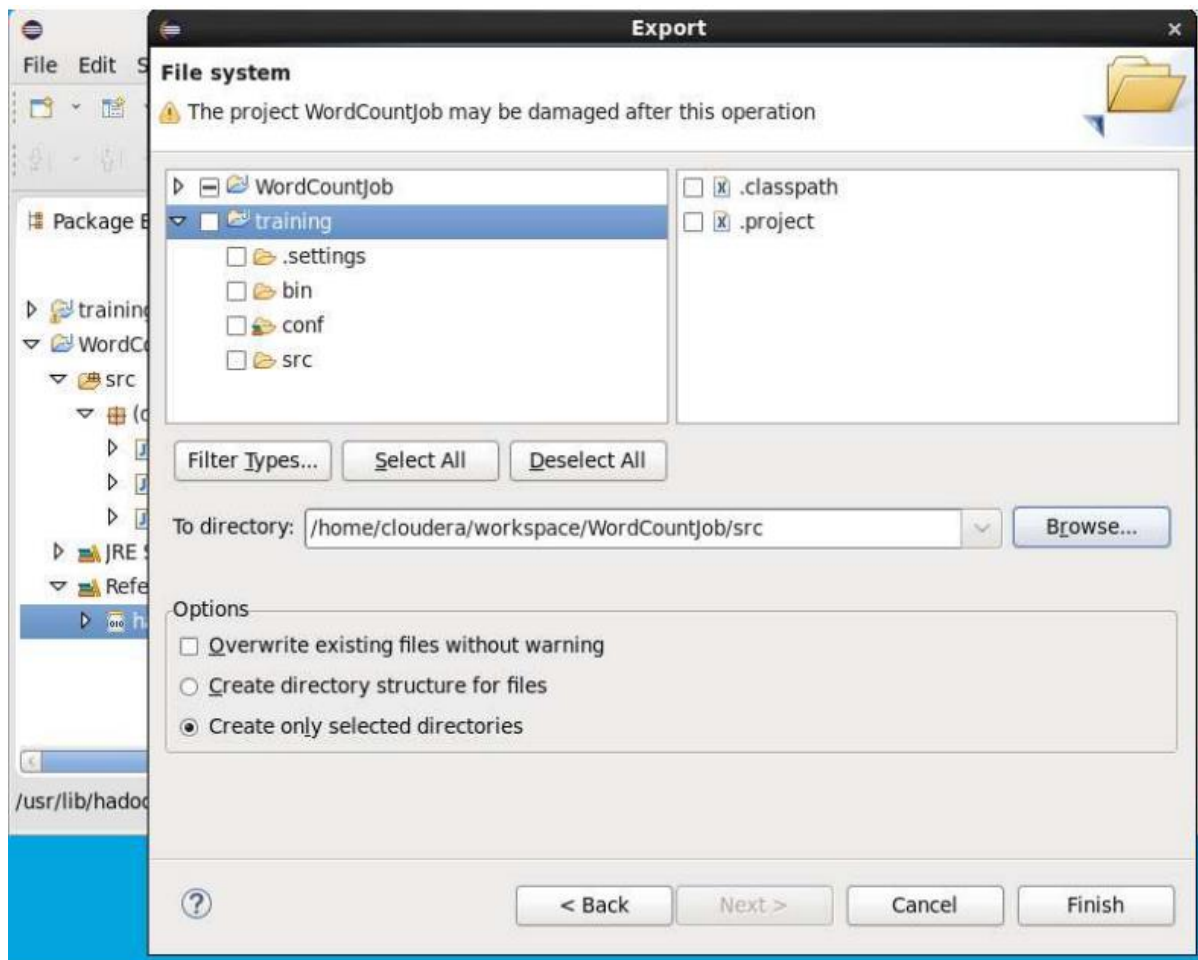 Export
File Edit S
File system
The project WordCountJob may be damaged after this operation
WordCountJob
training
.settings
bin
conf
src
.classpath
.project
Package E
training
WordCo
src
(d
JRE S
Refe
h
/usr/lib/hadoo
Filter Types...
Select All
Deselect All
To directory:
/home/cloudera/workspace/WordCountJob/src
Browse...
Options
Overwrite existing files without warning
Create directory structure for files
Create only selected directories
< Back
Next >
Cancel
Finish